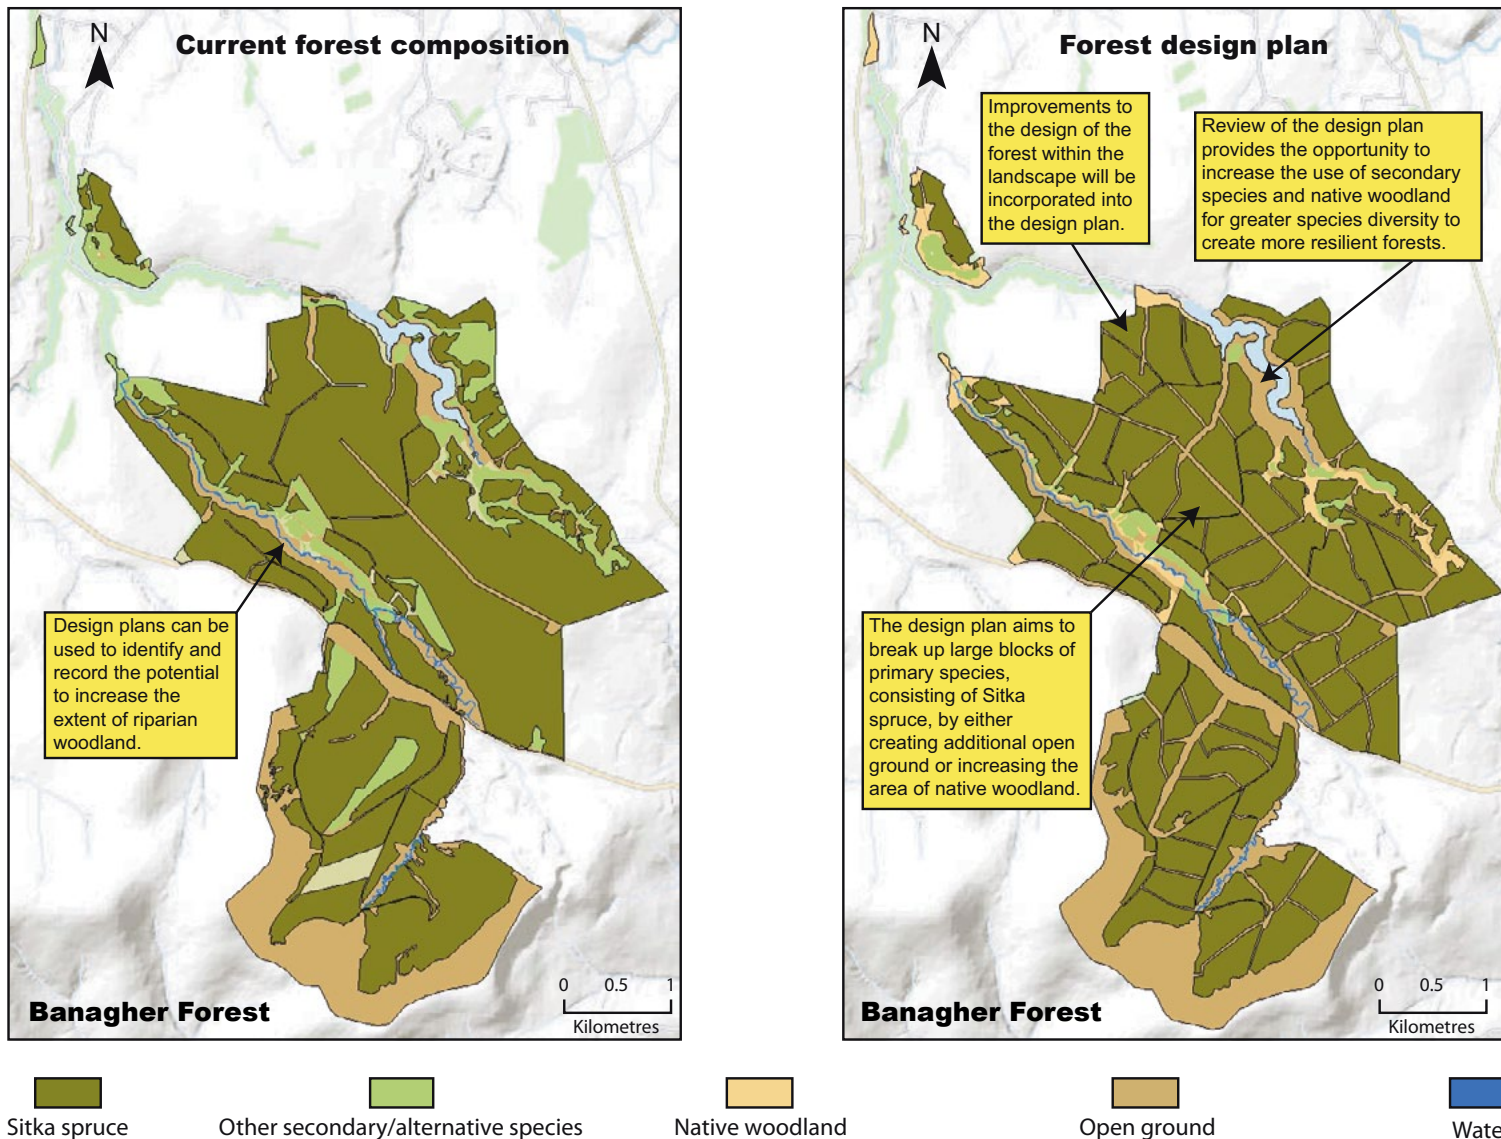 N
Current forest composition
Design plans can be
used to identify and
record the potential
to increase the
extent of riparian
woodland.
0 0.5 1
Kilometres
Banagher Forest
N
Forest design plan
Improvements to
the design of the
forest within the
landscape will be
incorporated into
the design plan.
Review of the design plan
provides the opportunity to
increase the use of secondary
species and native woodland
for greater species diversity to
create more resilient forests.
The design plan aims to
break up large blocks of
primary species,
consisting of Sitka
spruce, by either
creating additional open
ground or increasing the
area of native woodland.
0 0.5 1
Kilometres
Banagher Forest
Sitka spruce
Other secondary/alternative species
Native woodland
Open ground
Wate